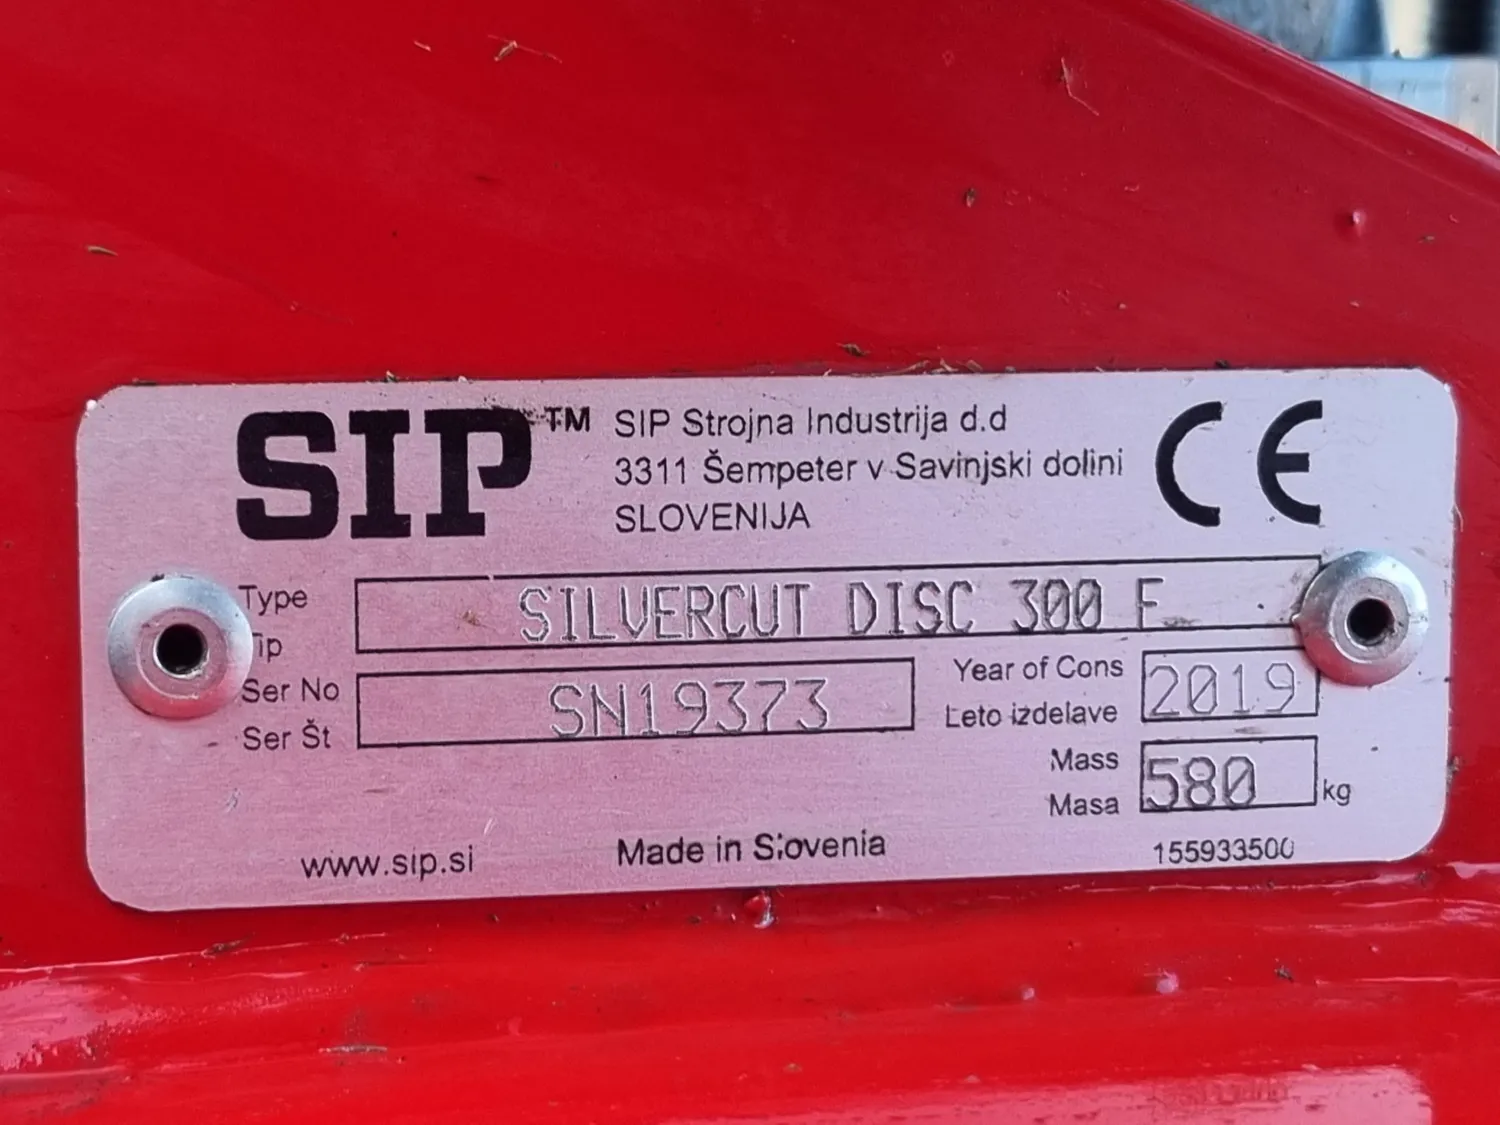 SIP™ SIP Strojna Industrija d.d
3311 Šempeter v Savinjski dolini
SLOVENIJA
CE
Type
Tip
SILVERCUT DISC 300 F
Ser No
Ser Št
SN19373
Year of Cons
Leto izdelave
2019
Mass
Masa
580 kg
www.sip.si
Made in Slovenia
155933500